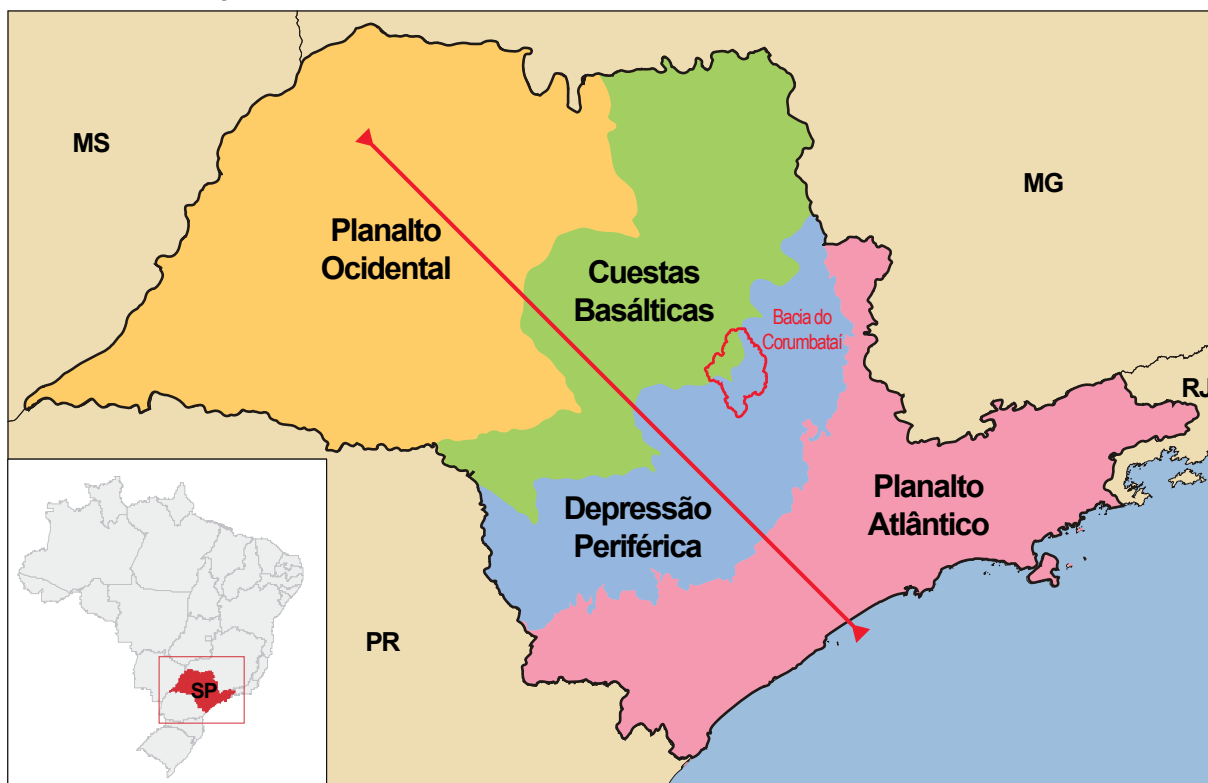 MS
MG
Planalto
Ocidental
Cuestas
Basálticas
Bacia do
Corumbataí
RJ
Planalto
Atlântico
Depressão
Periférica
PR
SP